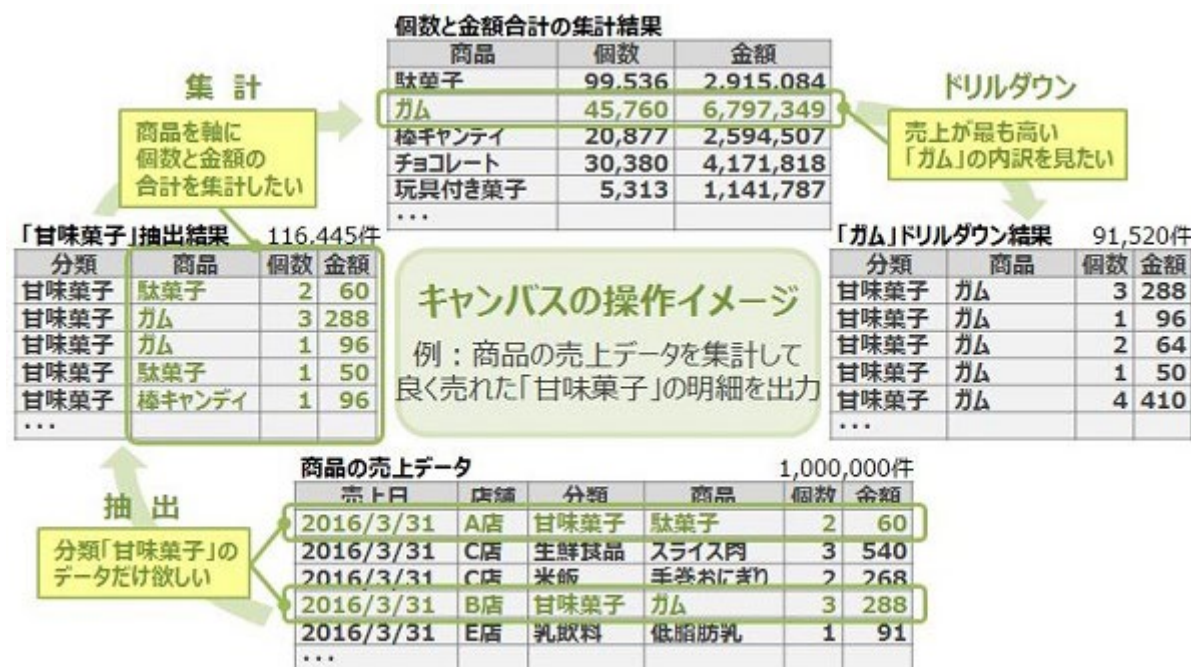 個数と金額合計の集計結果
商品 個数 金額
駄菓子 99,536 2,915,084
ガム 45,760 6,797,349
棒キャンディ 20,877 2,594,507
チョコレート 30,380 4,171,818
玩具付き菓子 5,313 1,141,787
・・・
集 計
商品を軸に
個数と金額の
合計を集計したい
ドリルダウン
売上が最も高い
「ガム」の内訳を見たい
「甘味菓子」抽出結果 116,445件
分類 商品 個数 金額
甘味菓子 駄菓子 2 60
甘味菓子 ガム 3 288
甘味菓子 ガム 1 96
甘味菓子 駄菓子 1 50
甘味菓子 棒キャンディ 1 96
・・・
キャンバスの操作イメージ
例：商品の売上データを集計して
良く売れた「甘味菓子」の明細を出力
「ガム」ドリルダウン結果 91,520件
分類 商品 個数 金額
甘味菓子 ガム 3 288
甘味菓子 ガム 1 96
甘味菓子 ガム 2 64
甘味菓子 ガム 1 50
甘味菓子 ガム 4 410
・・・
抽 出
分類「甘味菓子」の
データだけ欲しい
商品の売上データ 1,000,000件
売上日 店舗 分類 商品 個数 金額
2016/3/31 A店 甘味菓子 駄菓子 2 60
2016/3/31 C店 生鮮食品 スライス肉 3 540
2016/3/31 C店 米飯 手巻おにぎり 2 268
2016/3/31 B店 甘味菓子 ガム 3 288
2016/3/31 E店 乳飲料 低脂肪乳 1 91
・・・